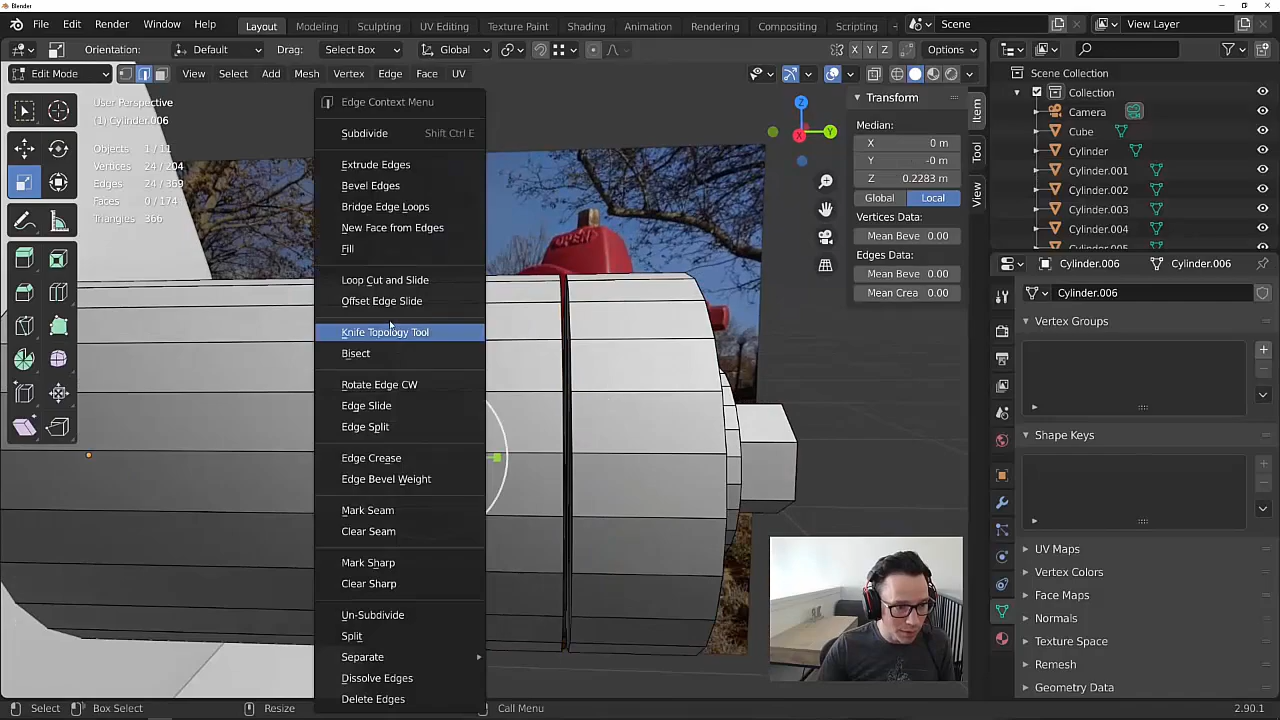 Blender
File Edit Render Window Help
Layout Modeling Sculpting UV Editing Texture Paint Shading Animation Rendering Compositing Scripting
Scene
View Layer
Orientation: Default Drag: Select Box Global X Y Z Options
Edit Mode View Select Add Mesh Vertex Edge Face UV
User Perspective
(1) Cylinder.006
Objects 1/11
Vertices 24/204
Edges 24/369
Faces 0/174
Triangles 366
Edge Context Menu
Subdivide Shift Ctrl E
Extrude Edges
Bevel Edges
Bridge Edge Loops
New Face from Edges
Fill
Loop Cut and Slide
Offset Edge Slide
Knife Topology Tool
Bisect
Rotate Edge CW
Edge Slide
Edge Split
Edge Crease
Edge Bevel Weight
Mark Seam
Clear Seam
Mark Sharp
Clear Sharp
Un-Subdivide
Split
Separate
Dissolve Edges
Delete Edges
OPEN
Z
Y
X
Transform
Median:
X 0 m
Y -0 m
Z 0.2283 m
Global Local
Vertices Data:
Mean Beve 0.00
Edges Data:
Mean Beve 0.00
Mean Crea 0.00
Item
Tool
View
Scene Collection
Collection
Camera
Cube
Cylinder
Cylinder.001
Cylinder.002
Cylinder.003
Cylinder.004
Cylinder.006 Cylinder.006
Cylinder.006
Vertex Groups
Shape Keys
UV Maps
Vertex Colors
Face Maps
Normals
Texture Space
Remesh
Geometry Data
Select Box Select Resize Call Menu 2.90.1